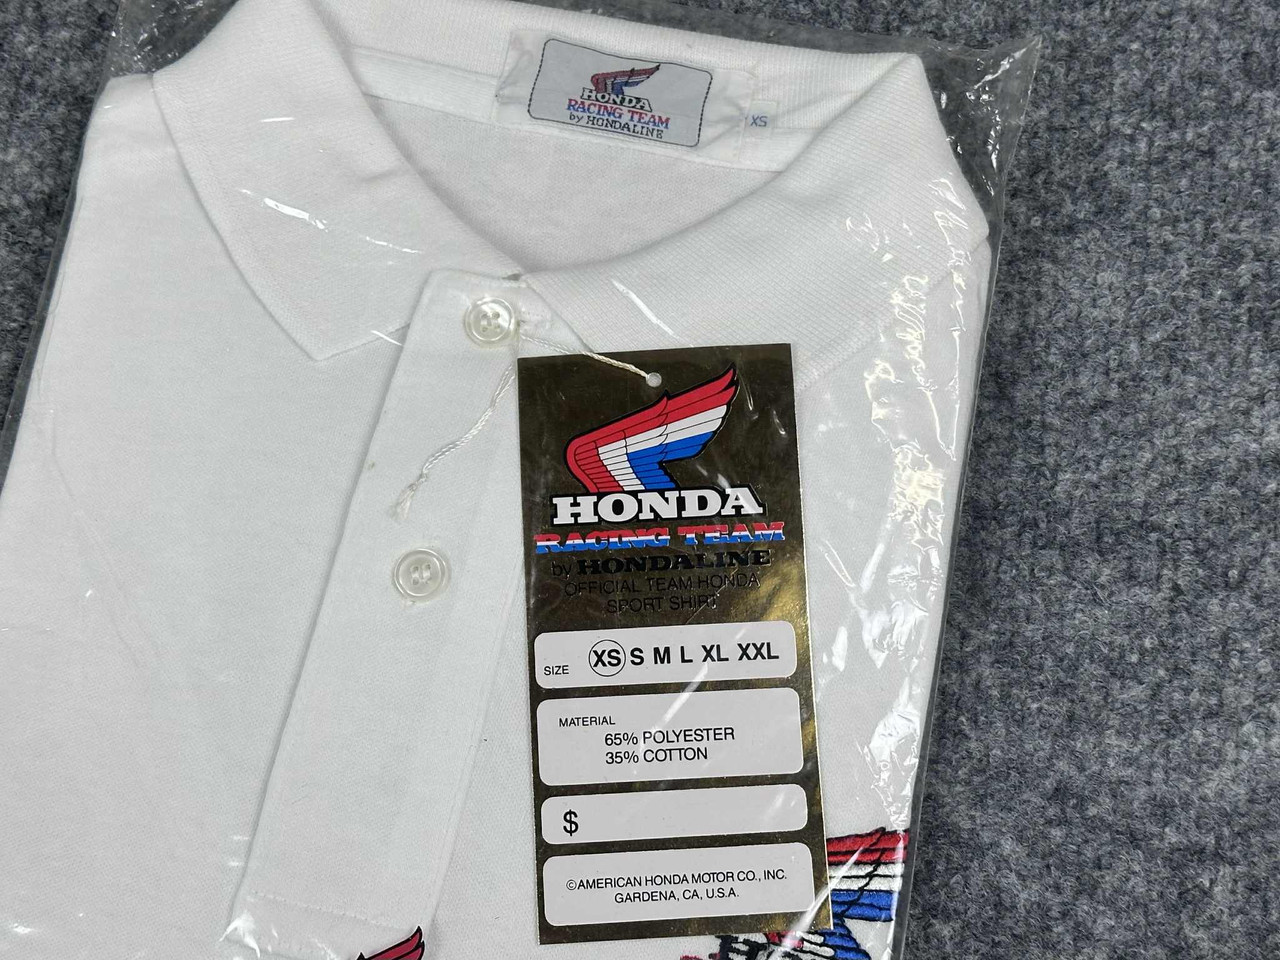 HONDA
RACING TEAM
by HONDALINE
XS
HONDA
RACING TEAM
by HONDALINE
OFFICIAL TEAM HONDA
SPORT SHIRT
SIZE XS S M L XL XXL
MATERIAL
65% POLYESTER
35% COTTON
$
©AMERICAN HONDA MOTOR CO., INC.
GARDENA, CA, U.S.A.